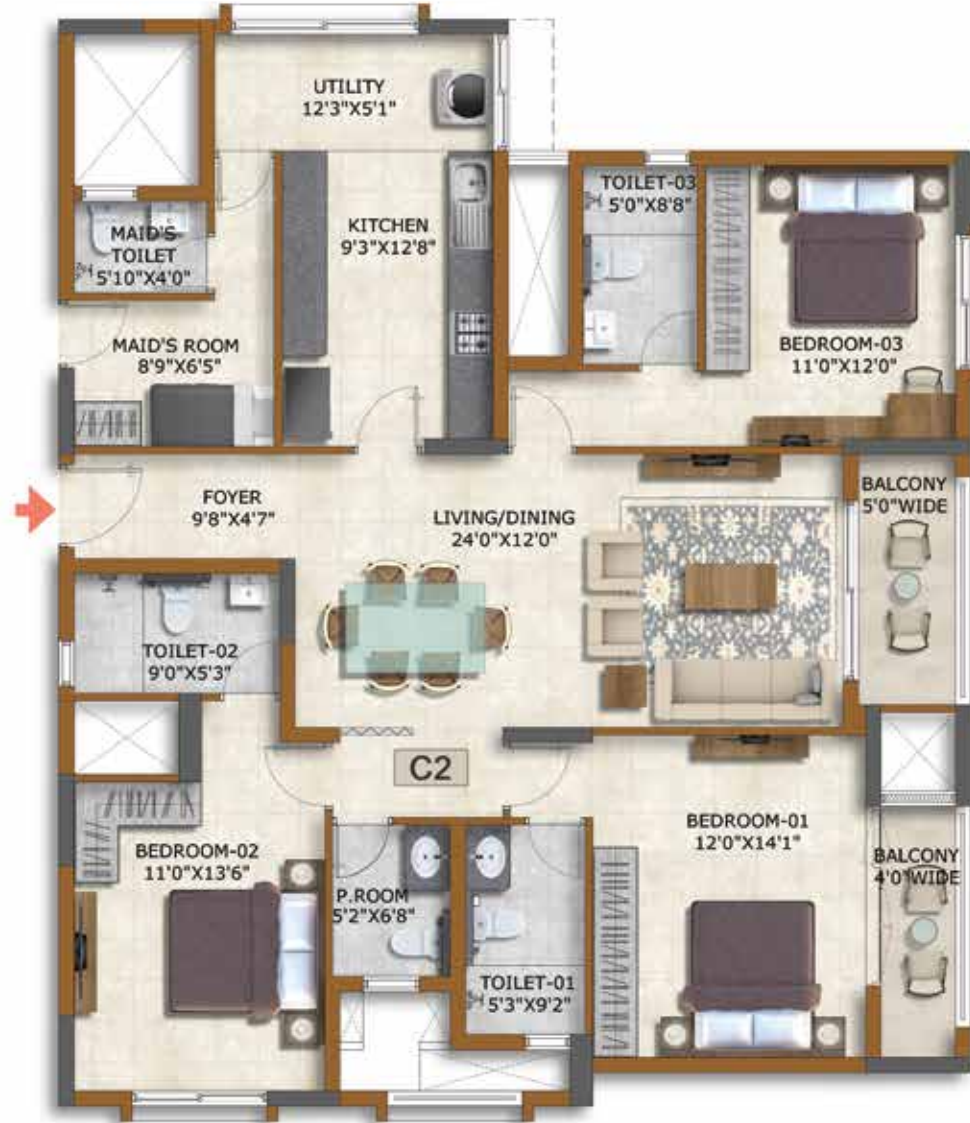 UTILITY
12'3"X5'1"
KITCHEN
9'3"X12'8"
TOILET-03
5'0"X8'8"
MAID'S
TOILET
5'10"X4'0"
MAID'S ROOM
8'9"X6'5"
BEDROOM-03
11'0"X12'0"
FOYER
9'8"X4'7"
LIVING/DINING
24'0"X12'0"
BALCONY
5'0"WIDE
TOILET-02
9'0"X5'3"
C2
BEDROOM-02
11'0"X13'6"
P.ROOM
5'2"X6'8"
TOILET-01
5'3"X9'2"
BEDROOM-01
12'0"X14'1"
BALCONY
4'0"WIDE